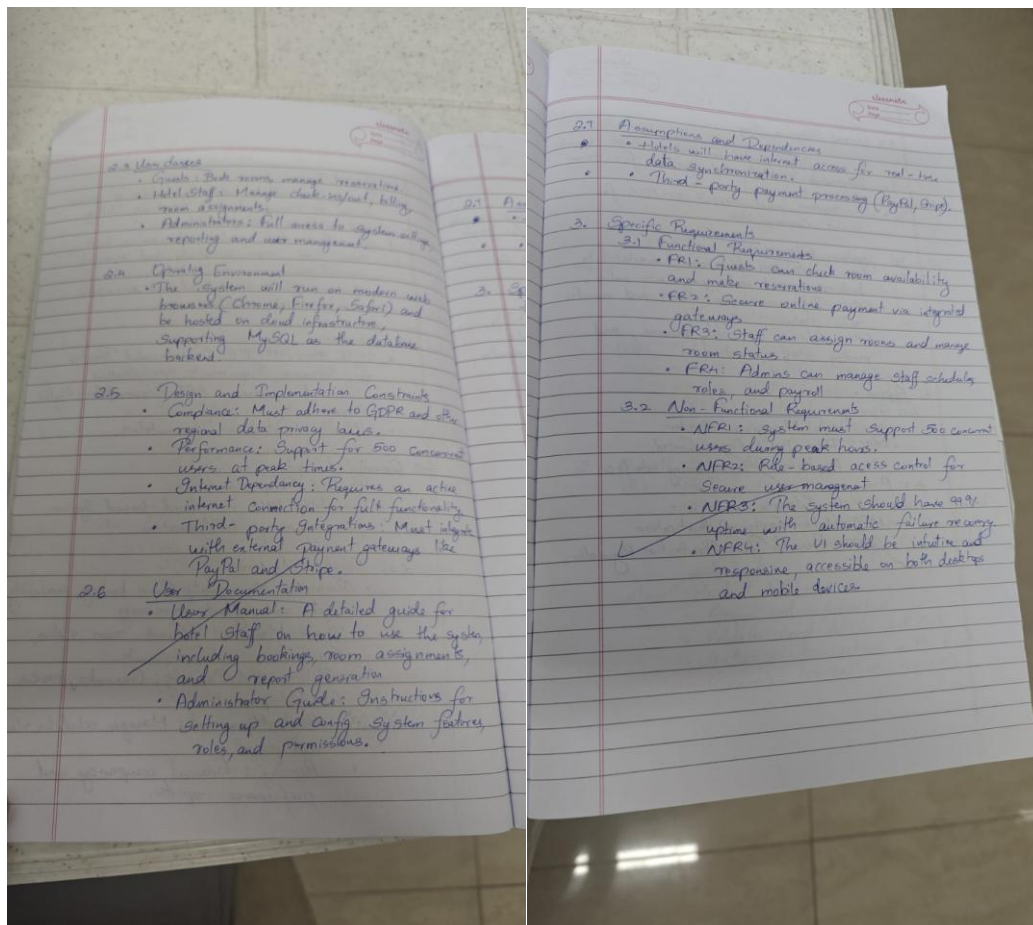 classmate
Date
Page
2.3 User classes
• Guests: Book rooms, manage reservations.
• Hotel Staff: Manage check-ins/out, billing,
room assignments.
• Administrators: Full access to system settings,
reporting and user management.
2.4 Operating Environment
• The system will run on modern web
browsers (Chrome, Firefox, Safari) and
be hosted on cloud infrastructure,
supporting MySQL as the database
backend.
2.5 Design and Implementation Constraints
• Compliance: Must adhere to GDPR and other
regional data privacy laws.
• Performance: Support for 500 concurrent
users at peak times.
• Internet Dependancy: Requires an active
internet connection for full functionality
• Third-party Integrations: Must integrate
with external payment gateways like
PayPal and Stripe.
2.6 User Documentation
• User Manual: A detailed guide for
hotel staff on how to use the system,
including bookings, room assignments,
and report generation
• Administrator Guide: Instructions for
setting up and config system features,
roles, and permissions.
2.7 A
3. Sp
classmate
Date
Page
2.7 Assumptions and Dependencies
• Hotels will have internet access for real-time
data synchronization.
• Third-party payment processing (PayPal, Stripe).
3. Specific Requirements
3.1 Functional Requirements
• FR1: Guests can check room availability
and make reservations
• FR2: Secure online payment via integrated
gateways
• FR3: Staff can assign rooms and manage
room status
• FR4: Admins can manage staff schedules,
roles, and payroll
3.2 Non-Functional Requirements
• NFR1: System must support 500 concurrent
users during peak hours.
• NFR2: Role-based acess control for
Secure user managemet
• NFR3: The system should have 99.9%
uptime with automatic failure recovery.
• NFR4: The UI should be intuitive and
responsive, accessible on both desktops
and mobile devices.